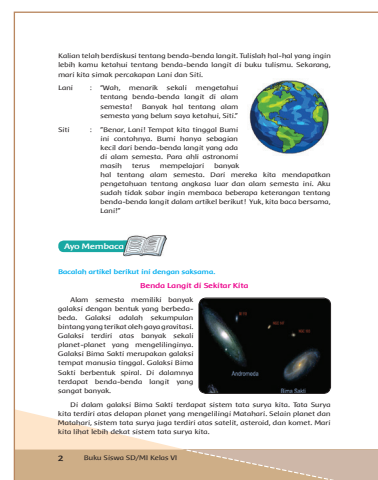 Kalian telah berdiskusi tentang benda-benda langit. Tulislah hal-hal yang ingin
lebih kamu ketahui tentang benda-benda langit di buku tulismu. Sekarang,
mari kita simak percakapan Lani dan Siti.
Lani : "Wah, menarik sekali mengetahui
tentang benda-benda langit di alam
semesta! Banyak hal tentang alam
semesta yang belum saya ketahui, Siti."
Siti : "Benar, Lani! Tempat kita tinggal Bumi
ini contohnya. Bumi hanya sebagian
kecil dari benda-benda langit yang ada
di alam semesta. Para ahli astronomi
masih terus mempelajari banyak
hal tentang alam semesta. Dari mereka kita mendapatkan
pengetahuan tentang angkasa luar dan alam semesta ini. Aku
sudah tidak sabar ingin membaca beberapa keterangan tentang
benda-benda langit dalam artikel berikut! Yuk, kita baca bersama,
Lani!"
Ayo Membaca
Bacalah artikel berikut ini dengan saksama.
Benda Langit di Sekitar Kita
Alam semesta memiliki banyak
galaksi dengan bentuk yang berbeda-
beda. Galaksi adalah sekumpulan
bintang yang terikat oleh gaya gravitasi.
Galaksi terdiri atas banyak sekali
planet-planet yang mengelilinginya.
Galaksi Bima Sakti merupakan galaksi
tempat manusia tinggal. Galaksi Bima
Sakti berbentuk spiral. Di dalamnya
terdapat benda-benda langit yang
sangat banyak.
Andromeda
Bima Sakti
Di dalam galaksi Bima Sakti terdapat sistem tata surya kita. Tata Surya
kita terdiri atas delapan planet yang mengelilingi Matahari. Selain planet dan
Matahari, sistem tata surya juga terdiri atas satelit, asteroid, dan komet. Mari
kita lihat lebih dekat sistem tata surya kita.
2 Buku Siswa SD/MI Kelas VI